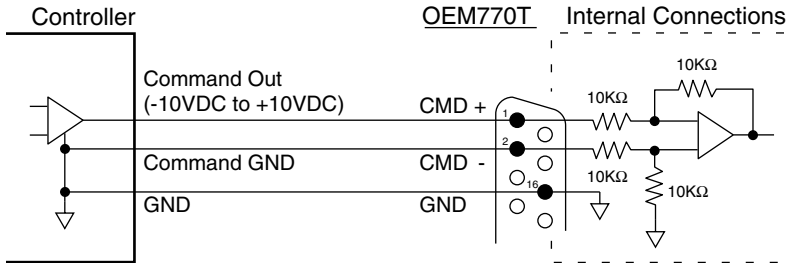 Controller
OEM770T
Internal Connections
10KΩ
Command Out
(-10VDC to +10VDC)
CMD +
1
10KΩ
2
Command GND
CMD -
10KΩ
10KΩ
16
GND
GND